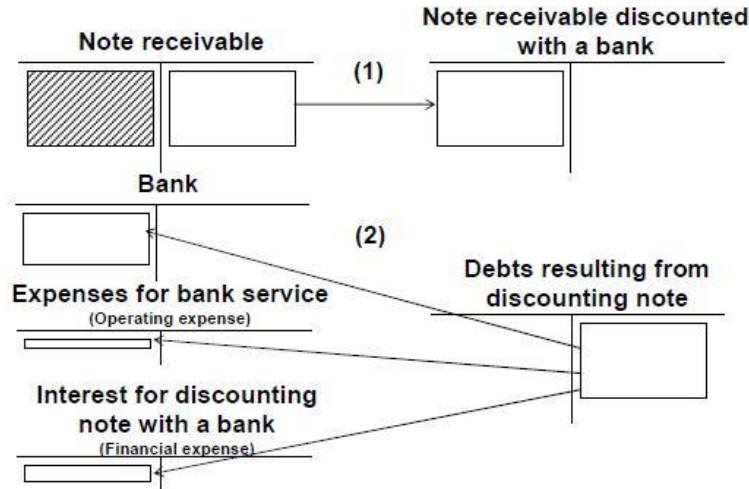 Note receivable
Note receivable discounted
with a bank
(1)
Bank
(2)
Expenses for bank service
(Operating expense)
Debts resulting from
discounting note
Interest for discounting
note with a bank
(Financial expense)